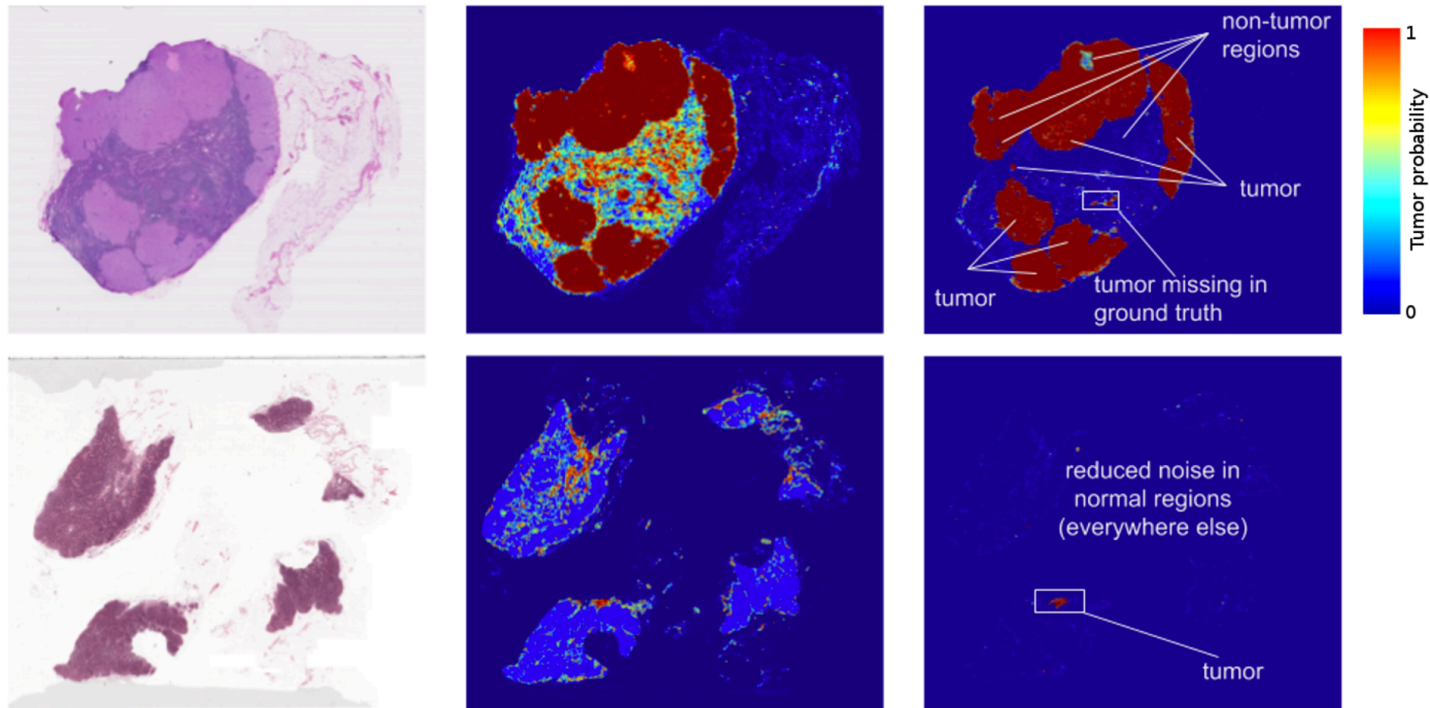 non-tumor
regions
tumor
tumor
tumor missing in
ground truth
1
Tumor probability
0
reduced noise in
normal regions
(everywhere else)
tumor